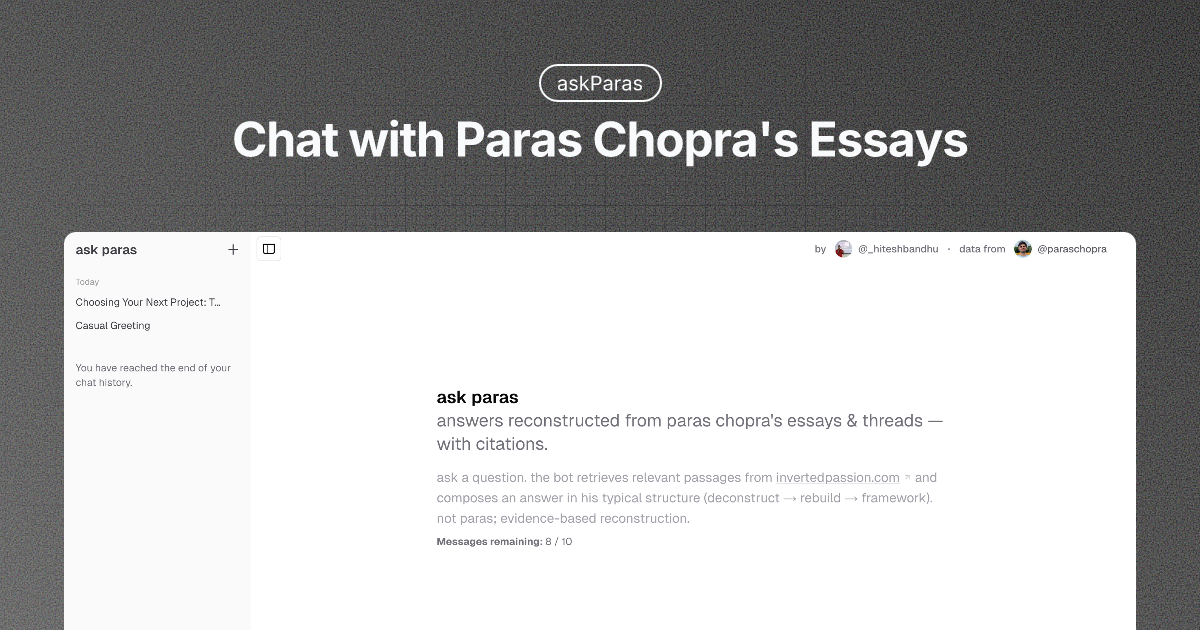 askParas
Chat with Paras Chopra's Essays
ask paras
by @_hiteshbandhu · data from @paraschopra
Today
Choosing Your Next Project: T...
Casual Greeting
You have reached the end of your
chat history.
ask paras
answers reconstructed from paras chopra's essays & threads —
with citations.
ask a question. the bot retrieves relevant passages from invertedpassion.com ↗ and
composes an answer in his typical structure (deconstruct → rebuild → framework).
not paras; evidence-based reconstruction.
Messages remaining: 8 / 10